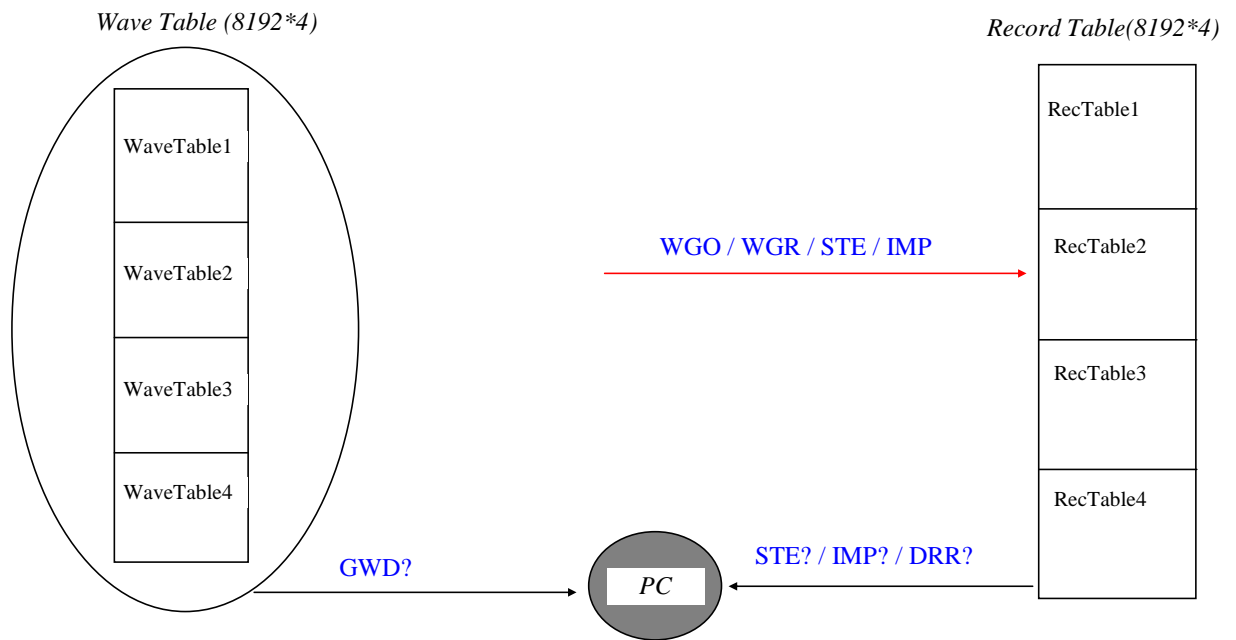 Wave Table (8192*4)
Record Table(8192*4)
WaveTable1
WaveTable2
WaveTable3
WaveTable4
WGO / WGR / STE / IMP
RecTable1
RecTable2
RecTable3
RecTable4
GWD?
PC
STE? / IMP? / DRR?